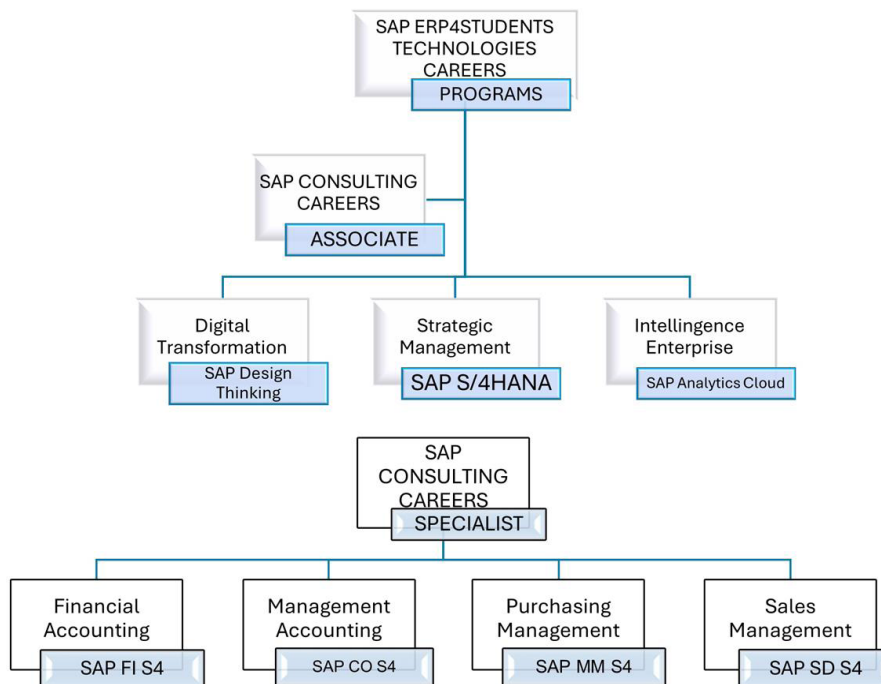 SAP ERP4STUDENTS
TECHNOLOGIES
CAREERS
PROGRAMS
SAP CONSULTING
CAREERS
ASSOCIATE
Digital
Transformation
SAP Design
Thinking
Strategic
Management
SAP S/4HANA
Intellingence
Enterprise
SAP Analytics Cloud
SAP
CONSULTING
CAREERS
SPECIALIST
Financial
Accounting
SAP FI S4
Management
Accounting
SAP CO S4
Purchasing
Management
SAP MM S4
Sales
Management
SAP SD S4